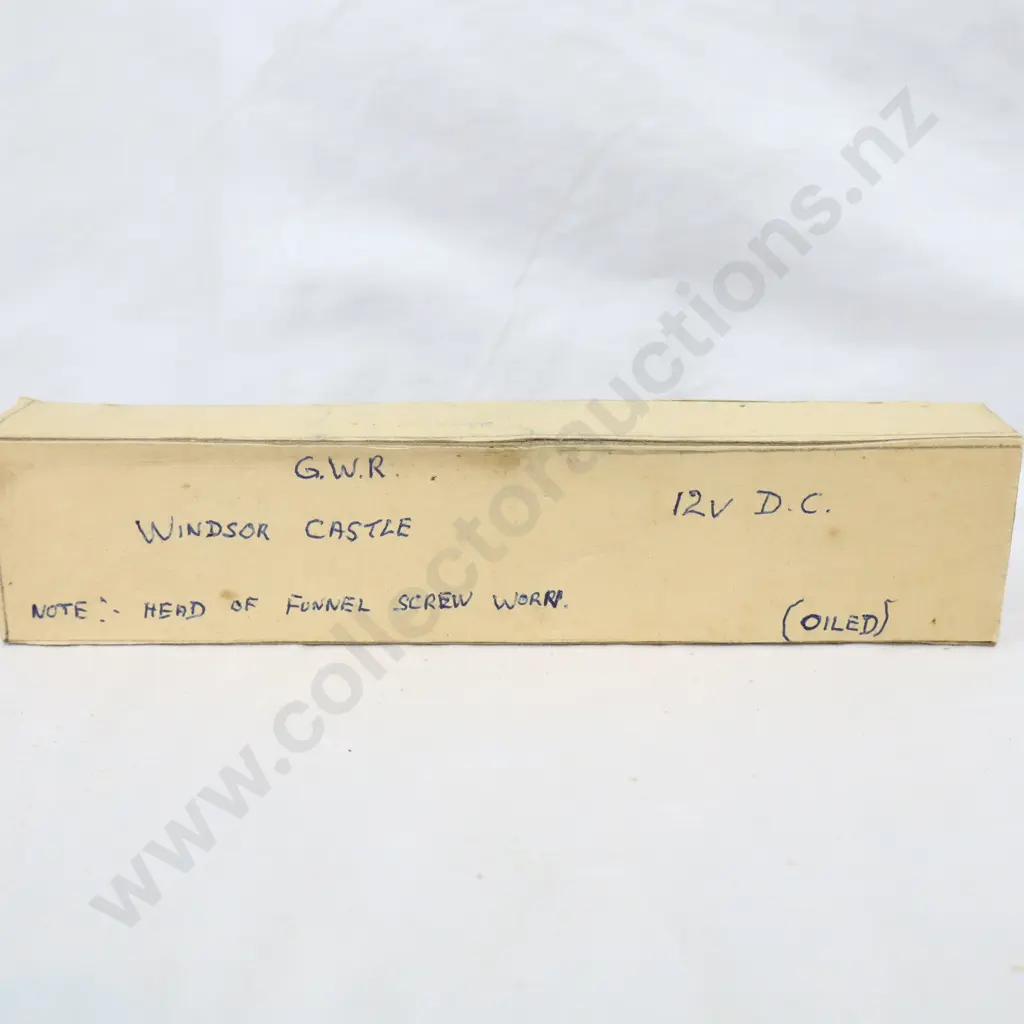 G.W.R.
WINDSOR CASTLE
12V D.C.
NOTE:- HEAD OF FUNNEL SCREW WORN.
(OILED)
www.collectorauctions.nz